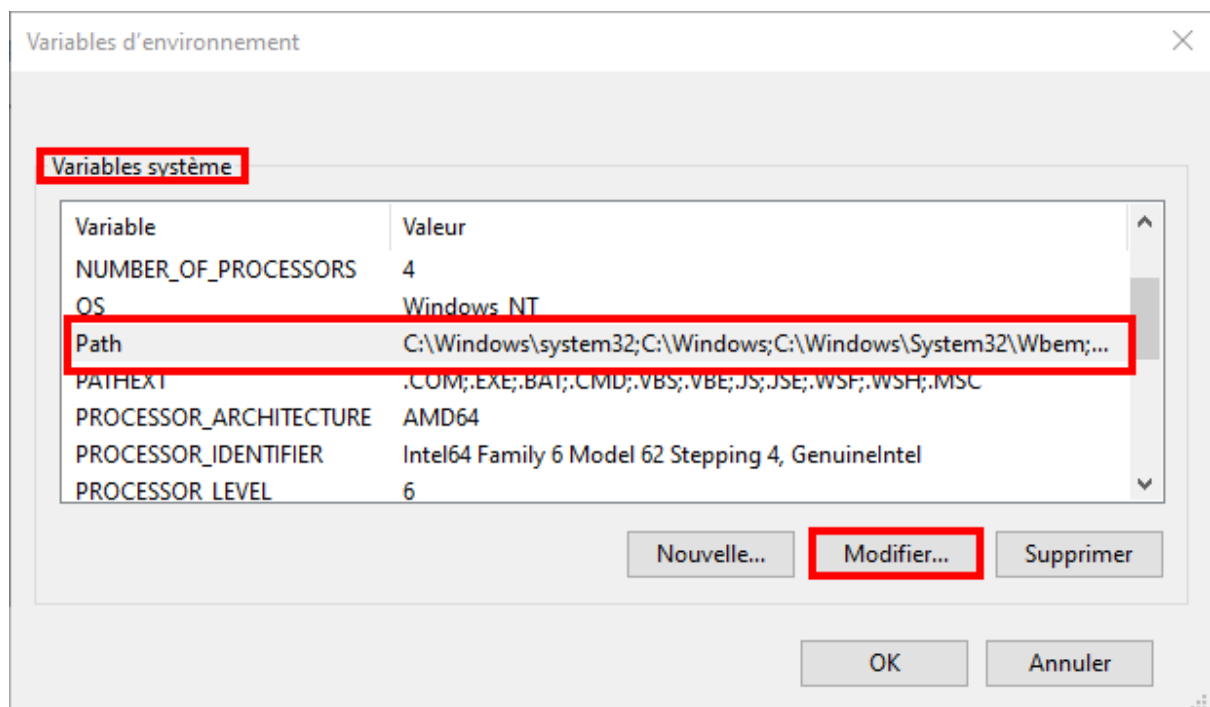 Variables d'environnement
Variables système
Variable Valeur
NUMBER_OF_PROCESSORS 4
OS Windows_NT
Path C:\Windows\system32;C:\Windows;C:\Windows\System32\Wbem;...
PATHEXT .COM;.EXE;.BAT;.CMD;.VBS;.VBE;.JS;.JSE;.WSF;.WSH;.MSC
PROCESSOR_ARCHITECTURE AMD64
PROCESSOR_IDENTIFIER Intel64 Family 6 Model 62 Stepping 4, GenuineIntel
PROCESSOR_LEVEL 6
Nouvelle... Modifier... Supprimer
OK Annuler